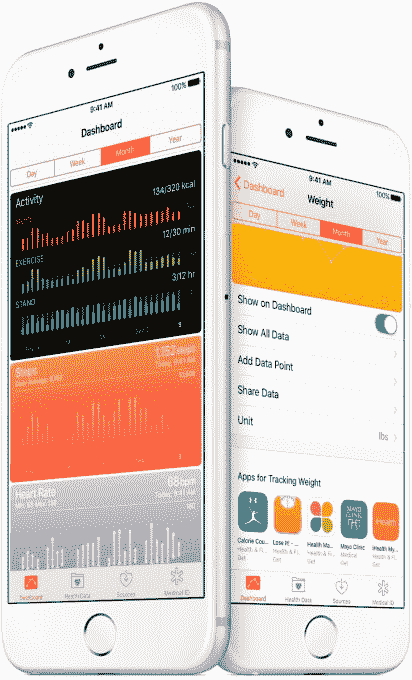 100%
9:41 AM
Dashboard
Day
Week
Month
Year
Activity
134/320 kcal
EXERCISE
12/30 min
STAND
3/12 hr
Steps
Heart Rate
68
Dashboard
Health Data
Sources
Medical ID
9:41 AM
100%
Dashboard
Weight
Day
Week
Month
Year
Show on Dashboard
Show All Data
Add Data Point
Share Data
Unit
lbs
Apps for Tracking Weight
MAYO
CLINIC
iHealth
Calorie Cou...
Lose It! –...
Health Ma...
Mayo Clinic
iHealth My...
Health & Fi...
Health & Fi...
Health & Fi...
Medical
Health & Fi...
Get
Get
Get
Get
Get
Dashboard
Health Data
Sources
Medical ID